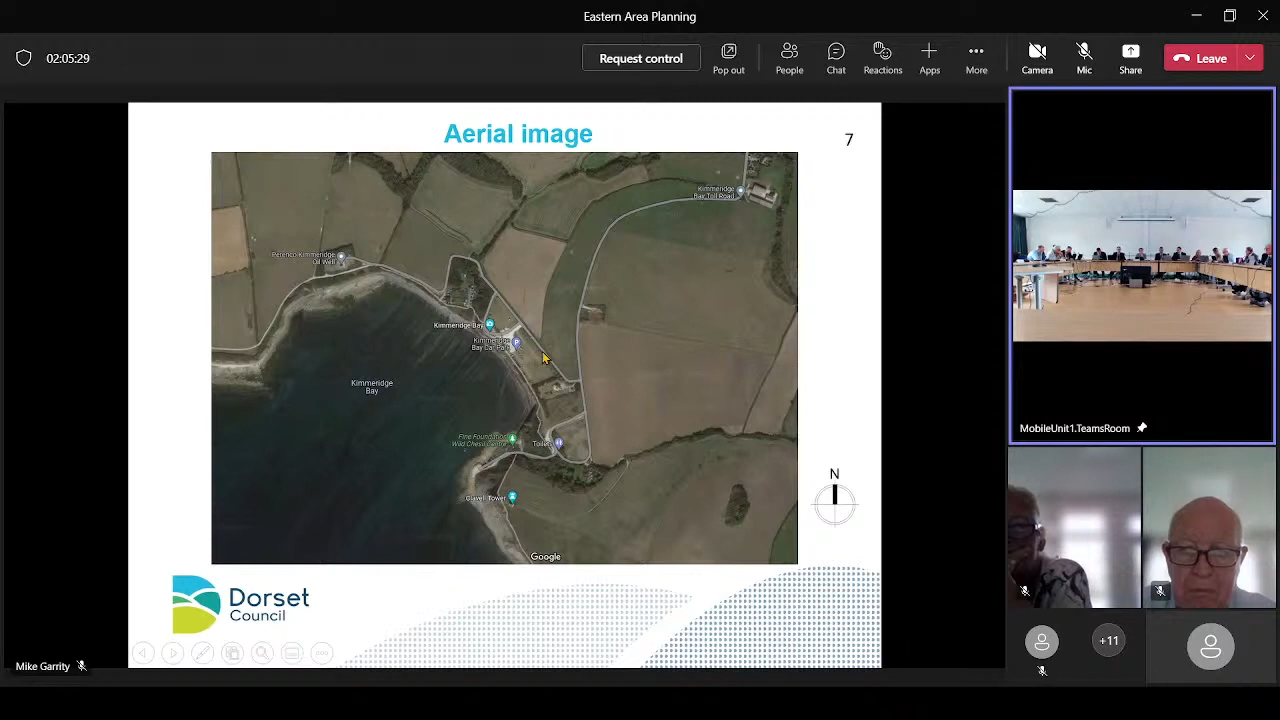 Eastern Area Planning
02:05:29
Request control
Pop out
People
Chat
Reactions
Apps
More
Camera
Mic
Share
Leave
Aerial image
7
Kimmeridge
Bay Toll Road
Perenco Kimmeridge
Oil Well
Kimmeridge Bay
Kimmeridge
Bay Car Park
Kimmeridge
Bay
Fine Foundation
Wild Chesil Centre
Toilets
Clavell Tower
Google
N
Dorset
Council
Mike Garrity
MobileUnit1.TeamsRoom
+11